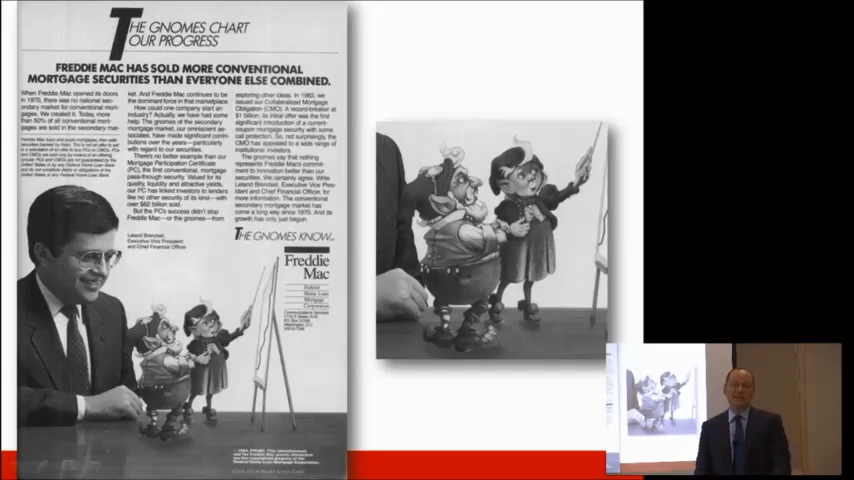 THE GNOMES CHART
OUR PROGRESS
FREDDIE MAC HAS SOLD MORE CONVENTIONAL
MORTGAGE SECURITIES THAN EVERYONE ELSE COMBINED.
When Freddie Mac opened its doors
in 1970, there was no national sec-
ondary market for conventional mort-
gages. We created it. Today, more
than 50% of all conventional mort-
gages are sold in the secondary mar-
ket. And Freddie Mac continues to be
the dominant force in that marketplace
How could one company start an
industry? Actually, we have had some
help. The gnomes of the secondary
mortgage market, our omniscient as-
sociates, have made significant contri-
butions over the years—particularly
with regard to our securities.
There's no better example than our
Mortgage Participation Certificate
(PC), the first conventional, mortgage
pass-through security. Valued for its
quality, liquidity and attractive yields,
our PC has linked investors to lenders
like no other security of its kind—with
over $62 billion sold.
But the PC's success didn't stop
Freddie Mac—or the gnomes—from
exploring other ideas. In 1983, we
issued our Collateralized Mortgage
Obligation (CMO). A record-breaker at
$1 billion, its initial offer was the first
significant introduction of a current-
coupon mortgage security with some
call protection. So, not surprisingly, the
CMO has appealed to a wide range of
institutional investors.
The gnomes say that nothing
represents Freddie Mac's commit-
ment to innovation better than our
securities. We certainly agree. Write
Leland Brendsel, Executive Vice Pres-
ident and Chief Financial Officer, for
more information. The conventional
secondary mortgage market has
come a long way since 1970. And its
growth has only just begun.
Leland Brendsel,
Executive Vice President
and Chief Financial Officer
THE GNOMES KNOW
Freddie
Mac
Federal
Home Loan
Mortgage
Corporation